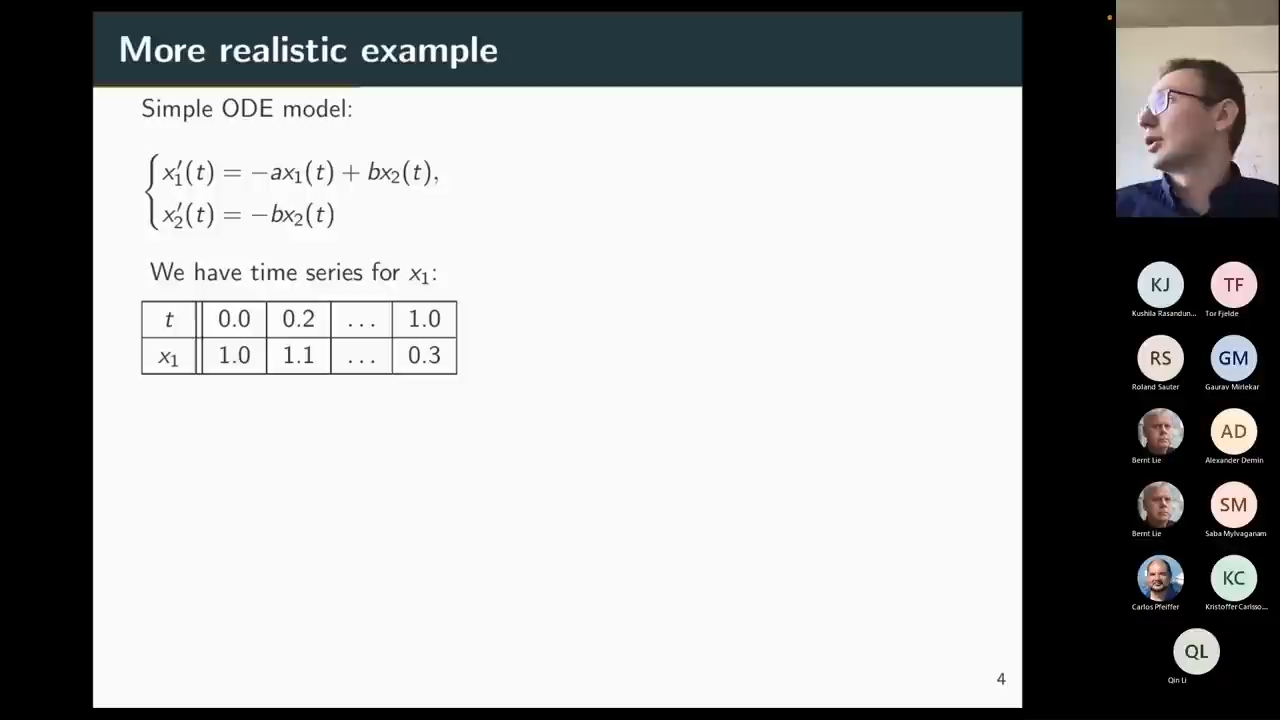 More realistic example
Simple ODE model:
x₁′(t) = −ax₁(t) + bx₂(t),
x₂′(t) = −bx₂(t)
We have time series for x₁:
t 0.0 0.2 ... 1.0
x₁ 1.0 1.1 ... 0.3
4
KJ TF
Kushila Rasandun... Tor Fjelde
RS GM
Roland Sauter Gaurav Mirlekar
AD
Bernt Lie Alexander Demin
SM
Bernt Lie Saba Mylvaganam
KC
Carlos Pfeiffer Kristoffer Carlsso...
QL
Qin Li